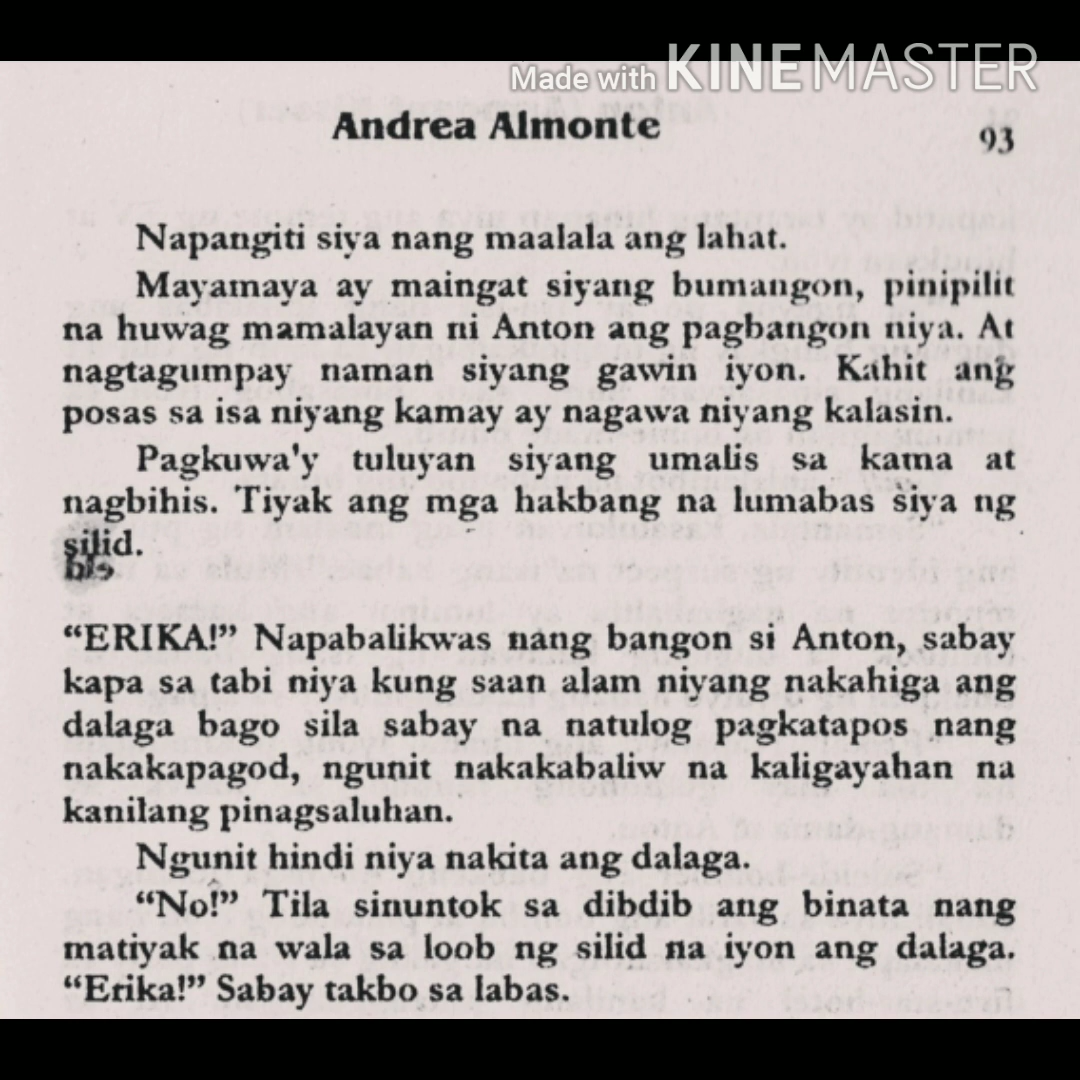 Made with KINEMASTER
Andrea Almonte
93
Napangiti siya nang maalala ang lahat.
Mayamaya ay maingat siyang bumangon, pinipilit
na huwag mamalayan ni Anton ang pagbangon niya. At
nagtagumpay naman siyang gawin iyon. Kahit ang
posas sa isa niyang kamay ay nagawa niyang kalasin.
Pagkuwa'y tuluyan siyang umalis sa kama at
nagbihis. Tiyak ang mga hakbang na lumabas siya ng
silid.
“ERIKA!” Napabalikwas nang bangon si Anton, sabay
kapa sa tabi niya kung saan alam niyang nakahiga ang
dalaga bago sila sabay na natulog pagkatapos nang
nakakapagod, ngunit nakakabaliw na kaligayahan na
kanilang pinagsaluhan.
Ngunit hindi niya nakita ang dalaga.
“No!” Tila sinuntok sa dibdib ang binata nang
matiyak na wala sa loob ng silid na iyon ang dalaga.
“Erika!” Sabay takbo sa labas.